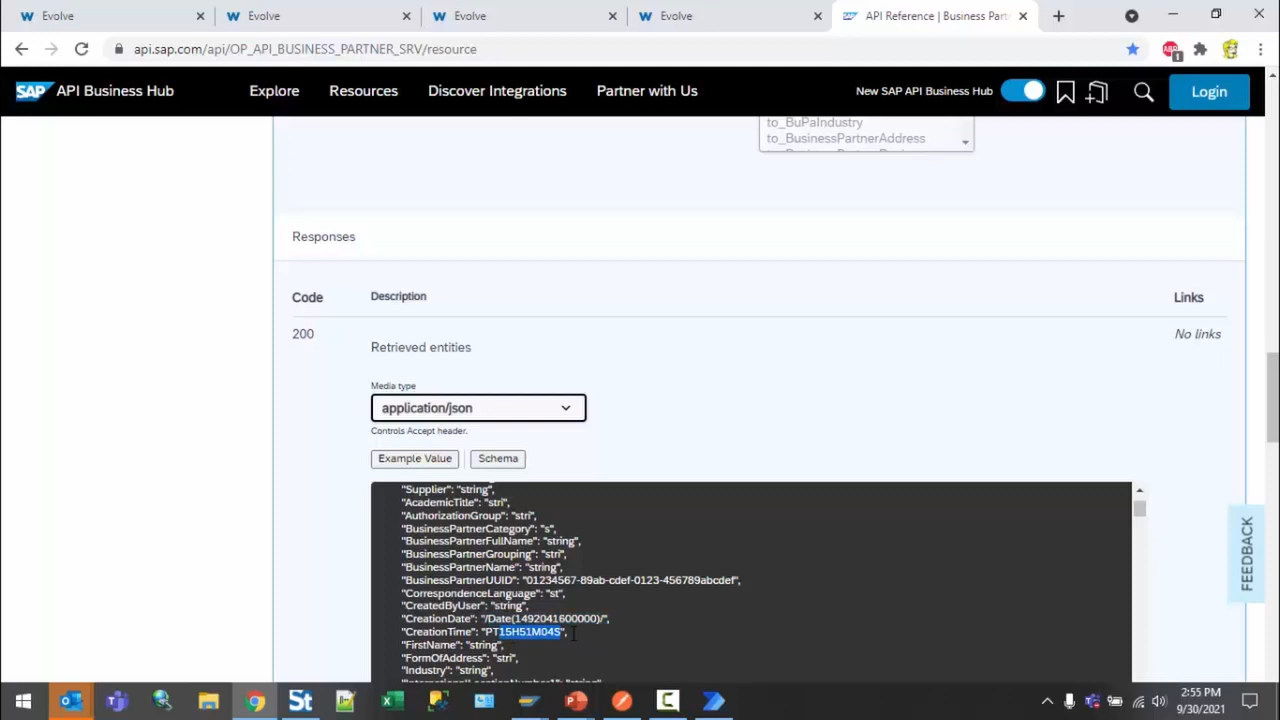 Evolve
Evolve
Evolve
Evolve
API Reference | Business Part
api.sap.com/api/OP_API_BUSINESS_PARTNER_SRV/resource
ABP
1
SAP API Business Hub
Explore
Resources
Discover Integrations
Partner with Us
New SAP API Business Hub
Login
to_BuPaIndustry
to_BusinessPartnerAddress
Responses
Code
Description
Links
200
Retrieved entities
No links
Media type
application/json
Controls Accept header.
Example Value
Schema
"Supplier": "string",
"AcademicTitle": "stri",
"AuthorizationGroup": "stri",
"BusinessPartnerCategory": "s",
"BusinessPartnerFullName": "string",
"BusinessPartnerGrouping": "stri",
"BusinessPartnerName": "string",
"BusinessPartnerUUID": "01234567-89ab-cdef-0123-456789abcdef",
"CorrespondenceLanguage": "st",
"CreatedByUser": "string",
"CreationDate": "/Date(1492041600000)/",
"CreationTime": "PT15H51M04S",
"FirstName": "string",
"FormOfAddress": "stri",
"Industry": "string",
FEEDBACK
St
2:55 PM
9/30/2021